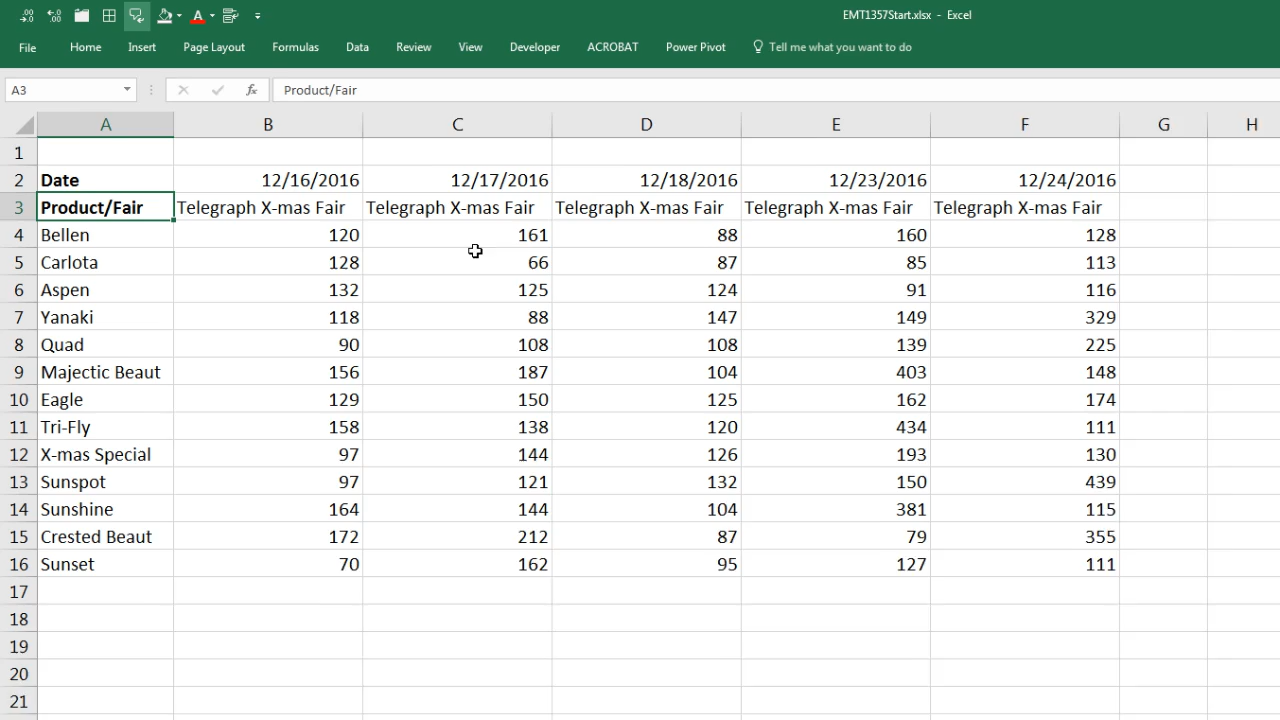 EMT1357Start.xlsx - Excel
File Home Insert Page Layout Formulas Data Review View Developer ACROBAT Power Pivot Tell me what you want to do
A3 fx Product/Fair
A B C D E F G H
1
2 Date 12/16/2016 12/17/2016 12/18/2016 12/23/2016 12/24/2016
3 Product/Fair Telegraph X-mas Fair Telegraph X-mas Fair Telegraph X-mas Fair Telegraph X-mas Fair Telegraph X-mas Fair
4 Bellen 120 161 88 160 128
5 Carlota 128 66 87 85 113
6 Aspen 132 125 124 91 116
7 Yanaki 118 88 147 149 329
8 Quad 90 108 108 139 225
9 Majectic Beaut 156 187 104 403 148
10 Eagle 129 150 125 162 174
11 Tri-Fly 158 138 120 434 111
12 X-mas Special 97 144 126 193 130
13 Sunspot 97 121 132 150 439
14 Sunshine 164 144 104 381 115
15 Crested Beaut 172 212 87 79 355
16 Sunset 70 162 95 127 111
17
18
19
20
21